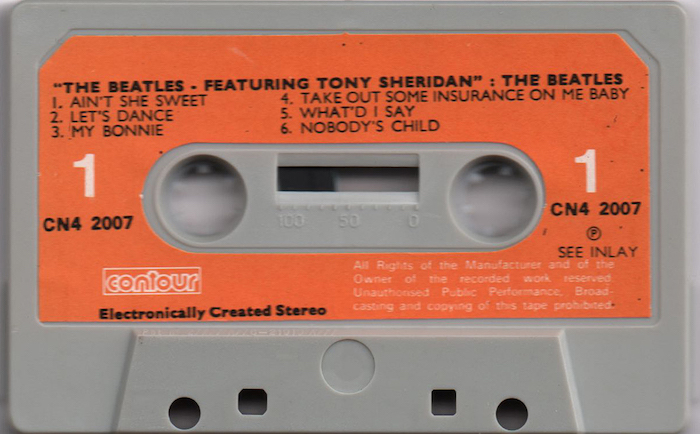 "THE BEATLES - FEATURING TONY SHERIDAN" : THE BEATLES
1. AIN'T SHE SWEET
2. LET'S DANCE
3. MY BONNIE
4. TAKE OUT SOME INSURANCE ON ME BABY
5. WHAT'D I SAY
6. NOBODY'S CHILD
1
1
CN4 2007
CN4 2007
Ⓟ
SEE INLAY
100 50 0
contour
Electronically Created Stereo
All Rights of the Manufacturer and of the
Owner of the recorded work reserved
Unauthorised Public Performance, Broad-
casting and copying of this tape prohibited